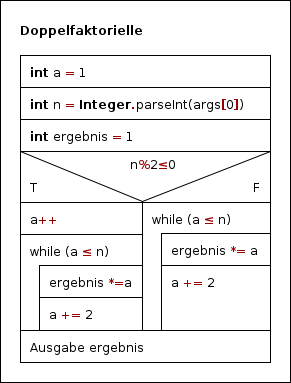 Doppelfaktorielle
int a = 1
int n = Integer.parseInt(args[0])
int ergebnis = 1
n%2≤0
T F
a++
while (a ≤ n)
ergebnis *=a
a += 2
while (a ≤ n)
ergebnis *= a
a += 2
Ausgabe ergebnis